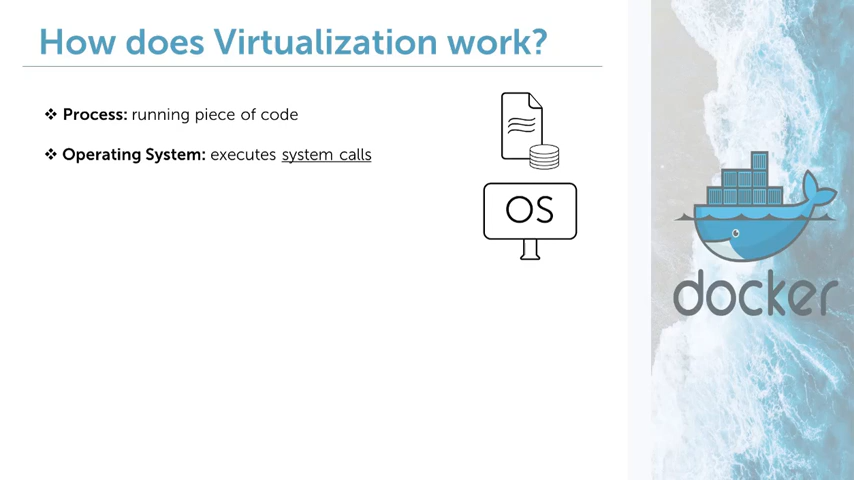 How does Virtualization work?
❖ Process: running piece of code
❖ Operating System: executes system calls
OS
docker